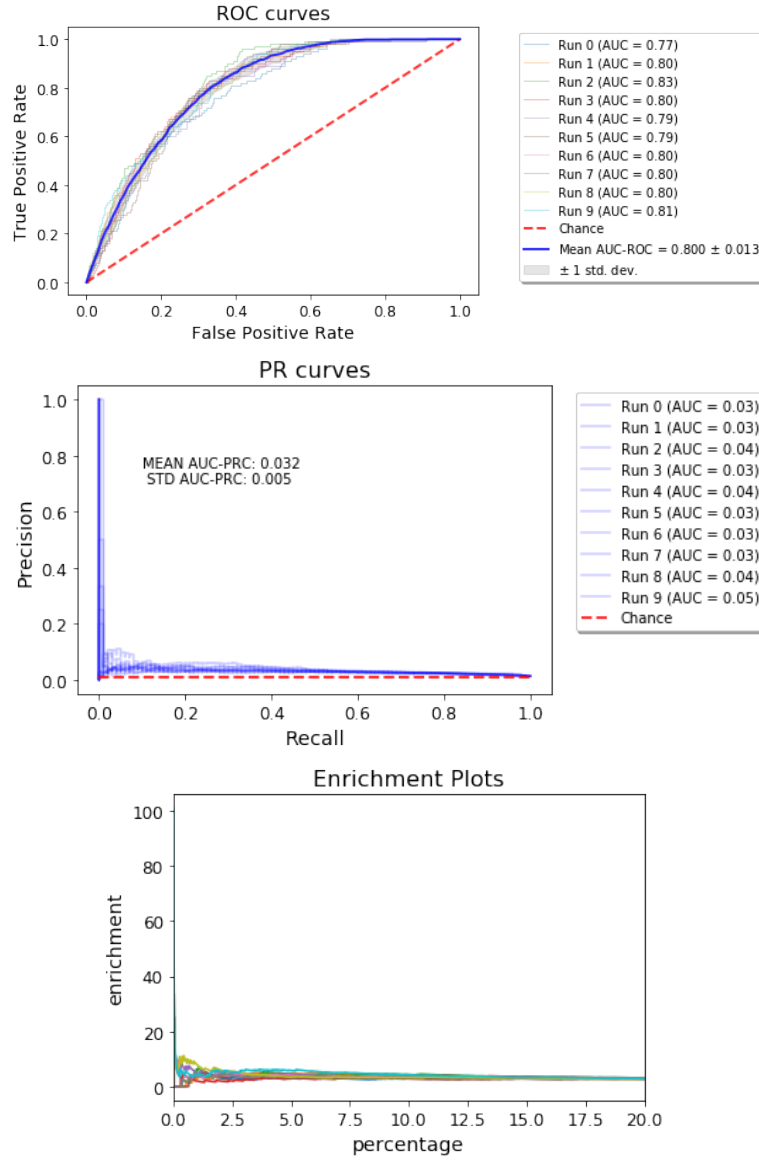 ROC curves
1.0
0.8
0.6
0.4
0.2
0.0
True Positive Rate
0.0 0.2 0.4 0.6 0.8 1.0
False Positive Rate
Run 0 (AUC = 0.77)
Run 1 (AUC = 0.80)
Run 2 (AUC = 0.83)
Run 3 (AUC = 0.80)
Run 4 (AUC = 0.79)
Run 5 (AUC = 0.79)
Run 6 (AUC = 0.80)
Run 7 (AUC = 0.80)
Run 8 (AUC = 0.80)
Run 9 (AUC = 0.81)
Chance
Mean AUC-ROC = 0.800 ± 0.013
± 1 std. dev.
PR curves
1.0
0.8
0.6
0.4
0.2
0.0
Precision
MEAN AUC-PRC: 0.032
STD AUC-PRC: 0.005
0.0 0.2 0.4 0.6 0.8 1.0
Recall
Run 0 (AUC = 0.03)
Run 1 (AUC = 0.03)
Run 2 (AUC = 0.04)
Run 3 (AUC = 0.03)
Run 4 (AUC = 0.04)
Run 5 (AUC = 0.03)
Run 6 (AUC = 0.03)
Run 7 (AUC = 0.03)
Run 8 (AUC = 0.04)
Run 9 (AUC = 0.05)
Chance
Enrichment Plots
100
80
60
40
20
0
enrichment
0.0 2.5 5.0 7.5 10.0 12.5 15.0 17.5 20.0
percentage